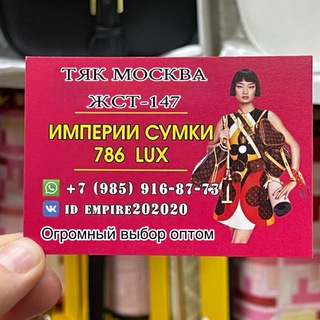 ТЯК МОСКВА
ЖСТ-147
ИМПЕРИИ СУМКИ
786 LUX
+7 (985) 916-87-73
ID EMPIRE202020
Огромный выбор оптом